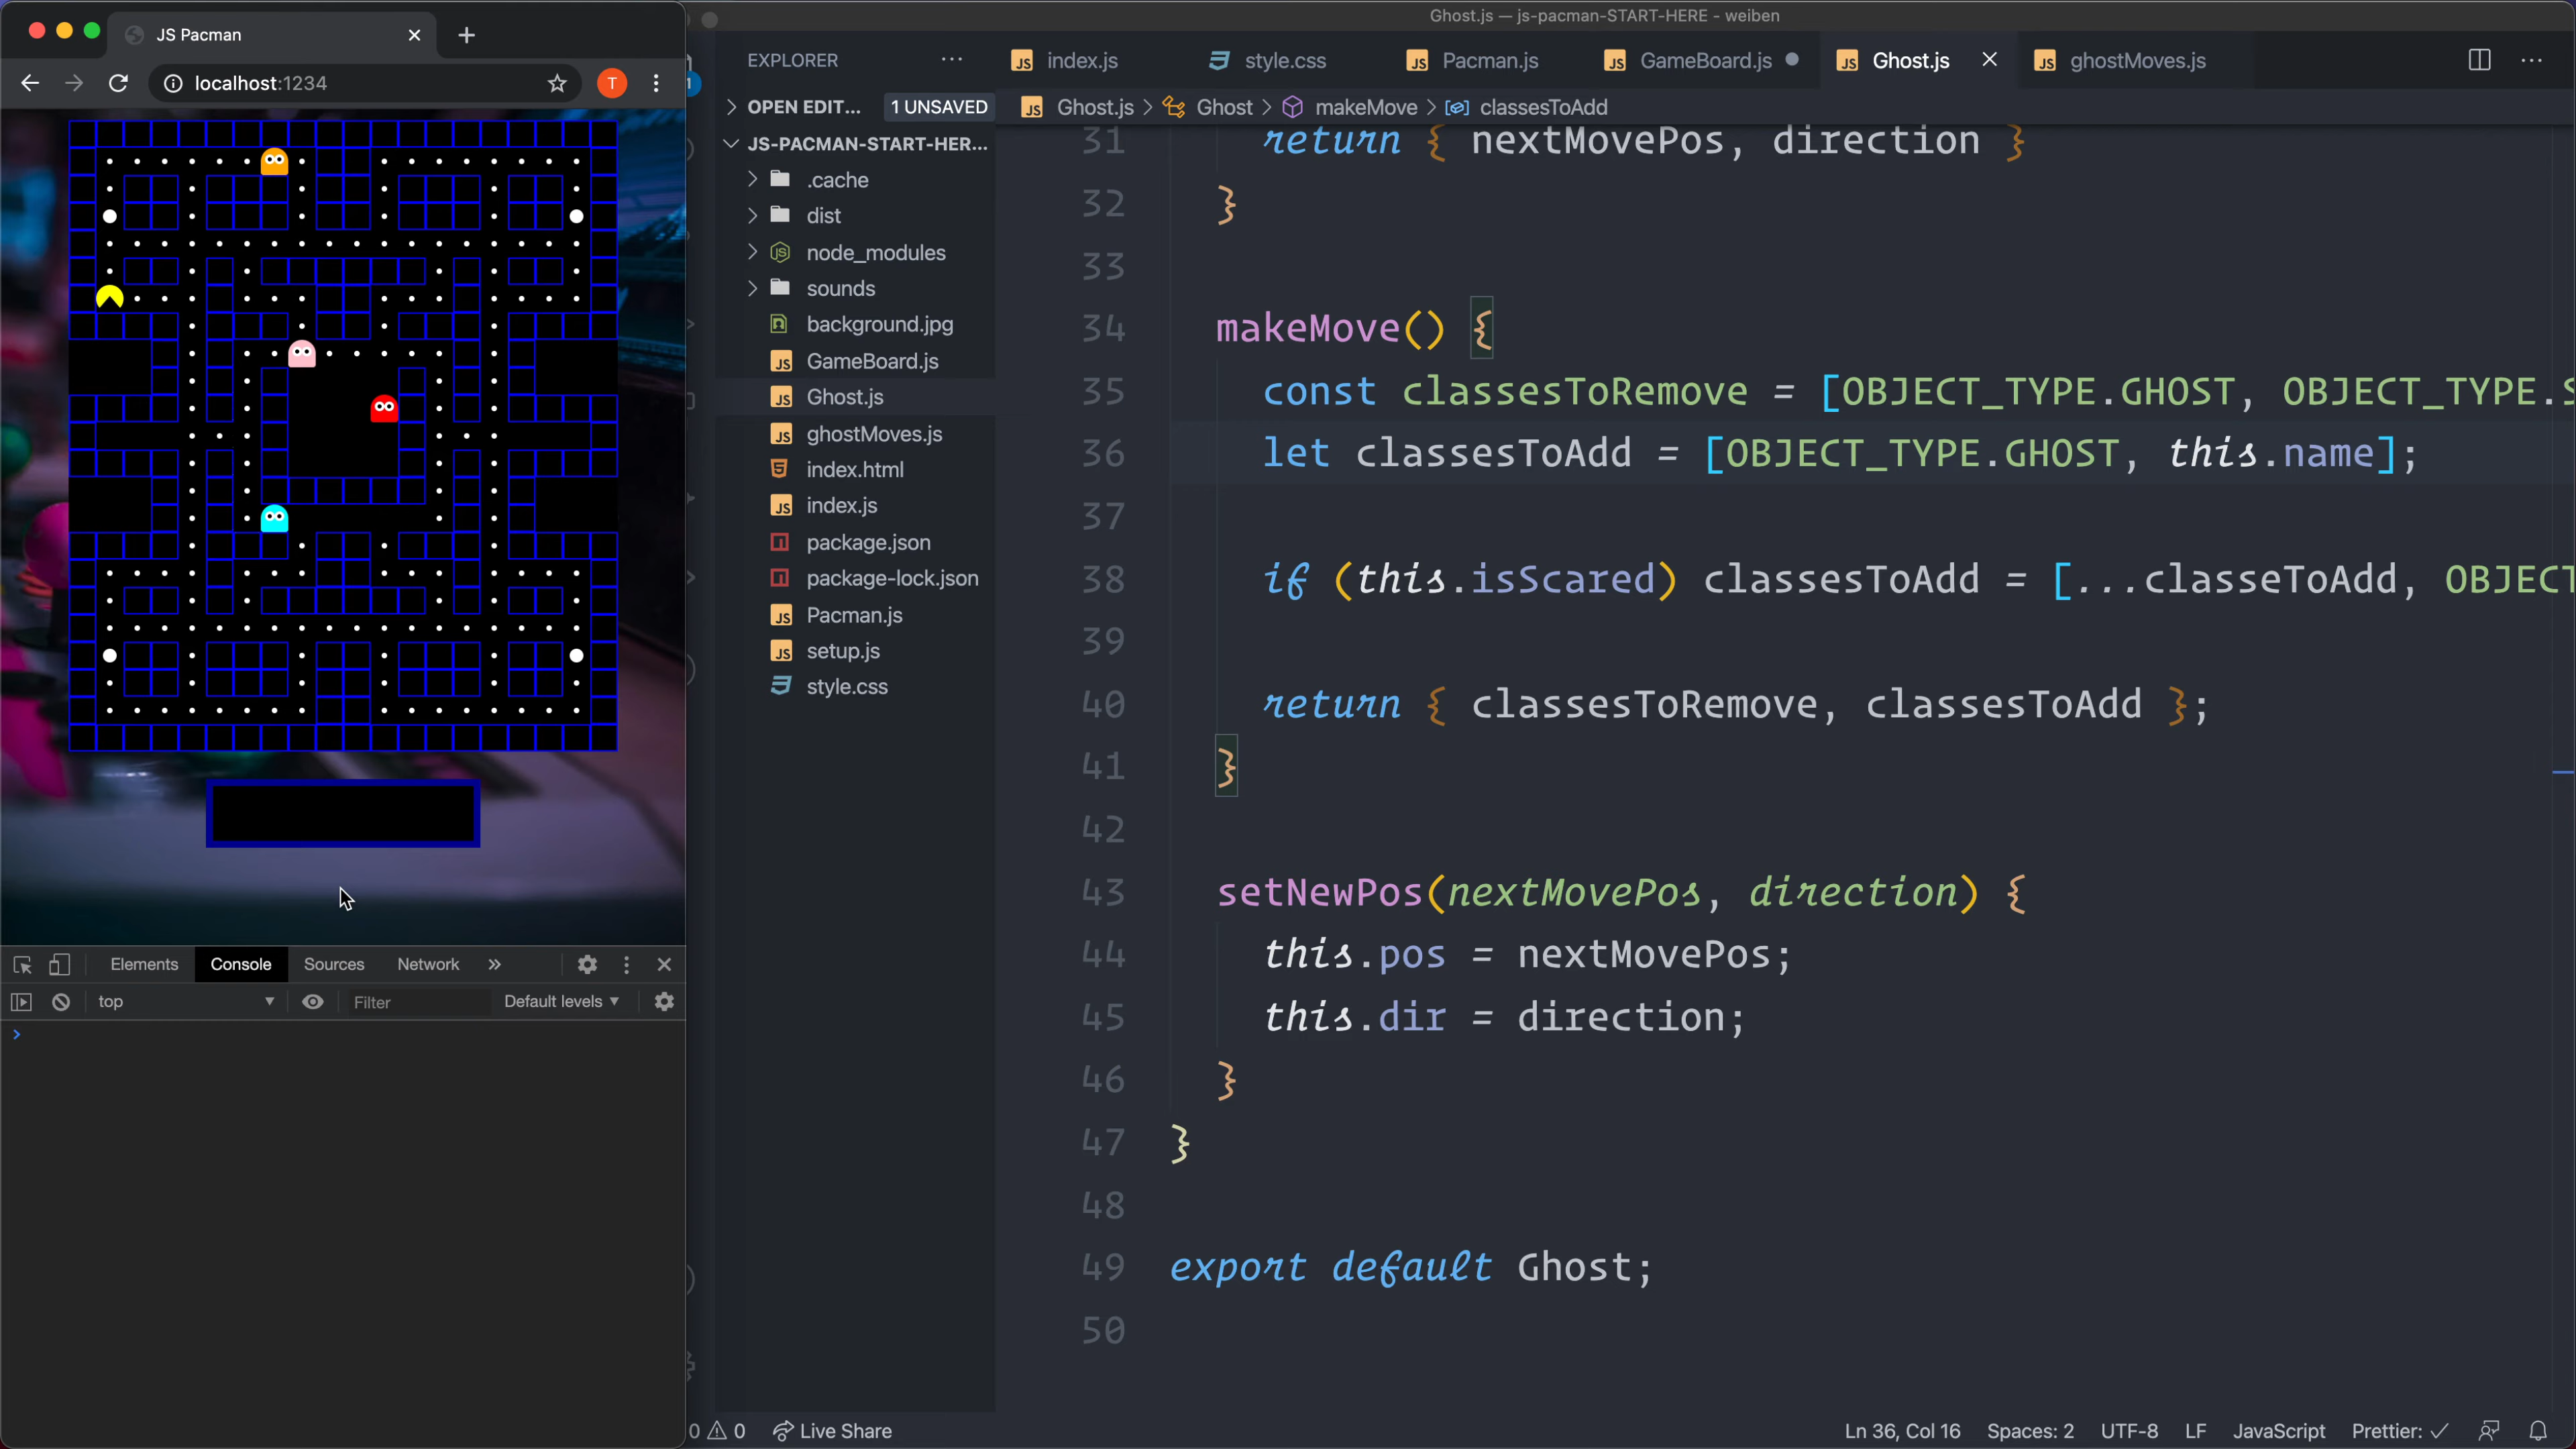 JS Pacman
localhost:1234
Elements Console Sources Network »
top Filter Default levels
Ghost.js — js-pacman-START-HERE - weiben
EXPLORER
OPEN EDIT... 1 UNSAVED
JS-PACMAN-START-HER...
.cache
dist
node_modules
sounds
background.jpg
GameBoard.js
Ghost.js
ghostMoves.js
index.html
index.js
package.json
package-lock.json
Pacman.js
setup.js
style.css
index.js style.css Pacman.js GameBoard.js Ghost.js ghostMoves.js
Ghost.js > Ghost > makeMove > classesToAdd
31 return { nextMovePos, direction }
32 }
33
34 makeMove() {
35 const classesToRemove = [OBJECT_TYPE.GHOST, OBJECT_TYPE.S
36 let classesToAdd = [OBJECT_TYPE.GHOST, this.name];
37
38 if (this.isScared) classesToAdd = [...classeToAdd, OBJECT
39
40 return { classesToRemove, classesToAdd };
41 }
42
43 setNewPos(nextMovePos, direction) {
44 this.pos = nextMovePos;
45 this.dir = direction;
46 }
47 }
48
49 export default Ghost;
50
0 0 Live Share Ln 36, Col 16 Spaces: 2 UTF-8 LF JavaScript Prettier: ✓